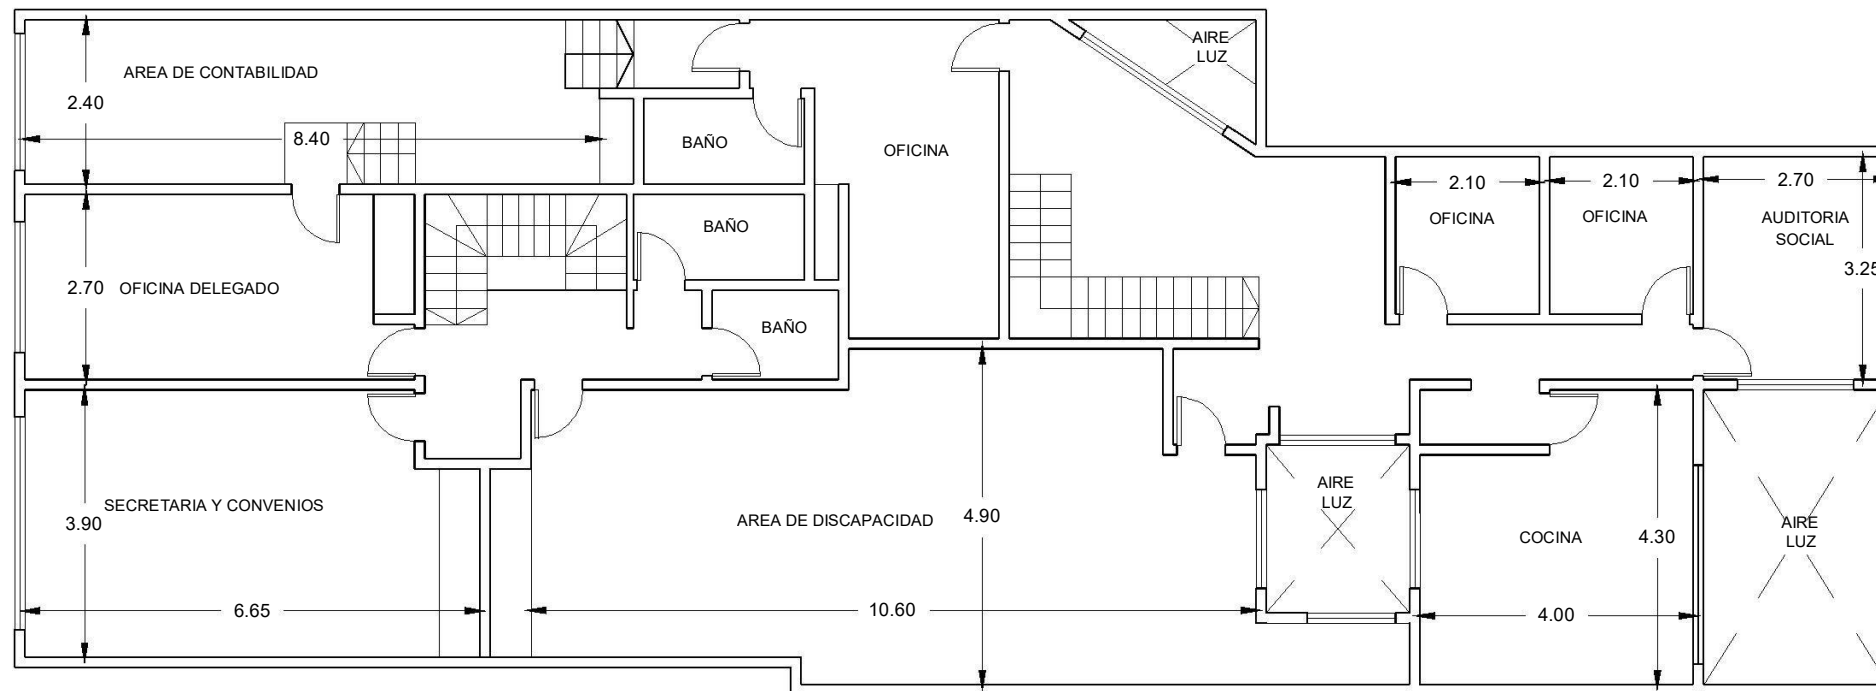 AREA DE CONTABILIDAD
2.40
8.40
BAÑO
OFICINA
AIRE
LUZ
2.70
OFICINA DELEGADO
BAÑO
BAÑO
2.10
OFICINA
2.10
OFICINA
2.70
AUDITORIA
SOCIAL
3.25
SECRETARIA Y CONVENIOS
3.90
6.65
AREA DE DISCAPACIDAD
4.90
10.60
AIRE
LUZ
COCINA
4.30
4.00
AIRE
LUZ